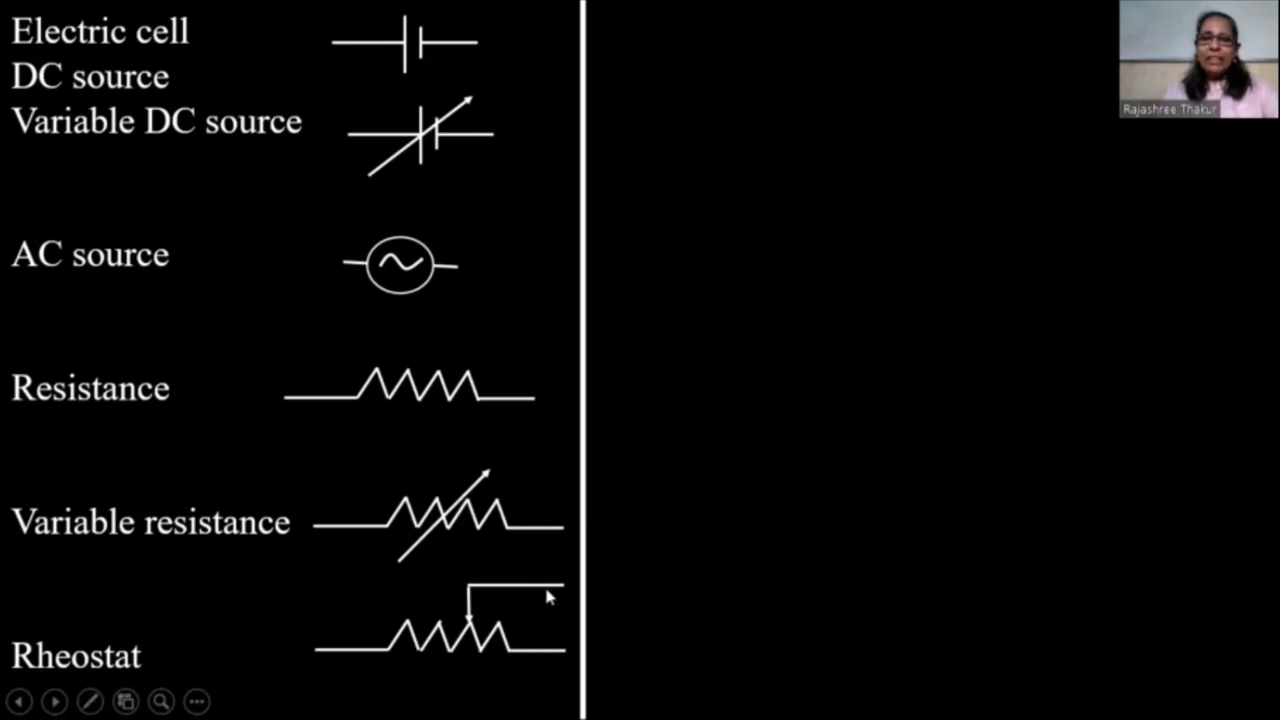 Electric cell
DC source
Variable DC source
AC source
Resistance
Variable resistance
Rheostat
Rajashree Thakur